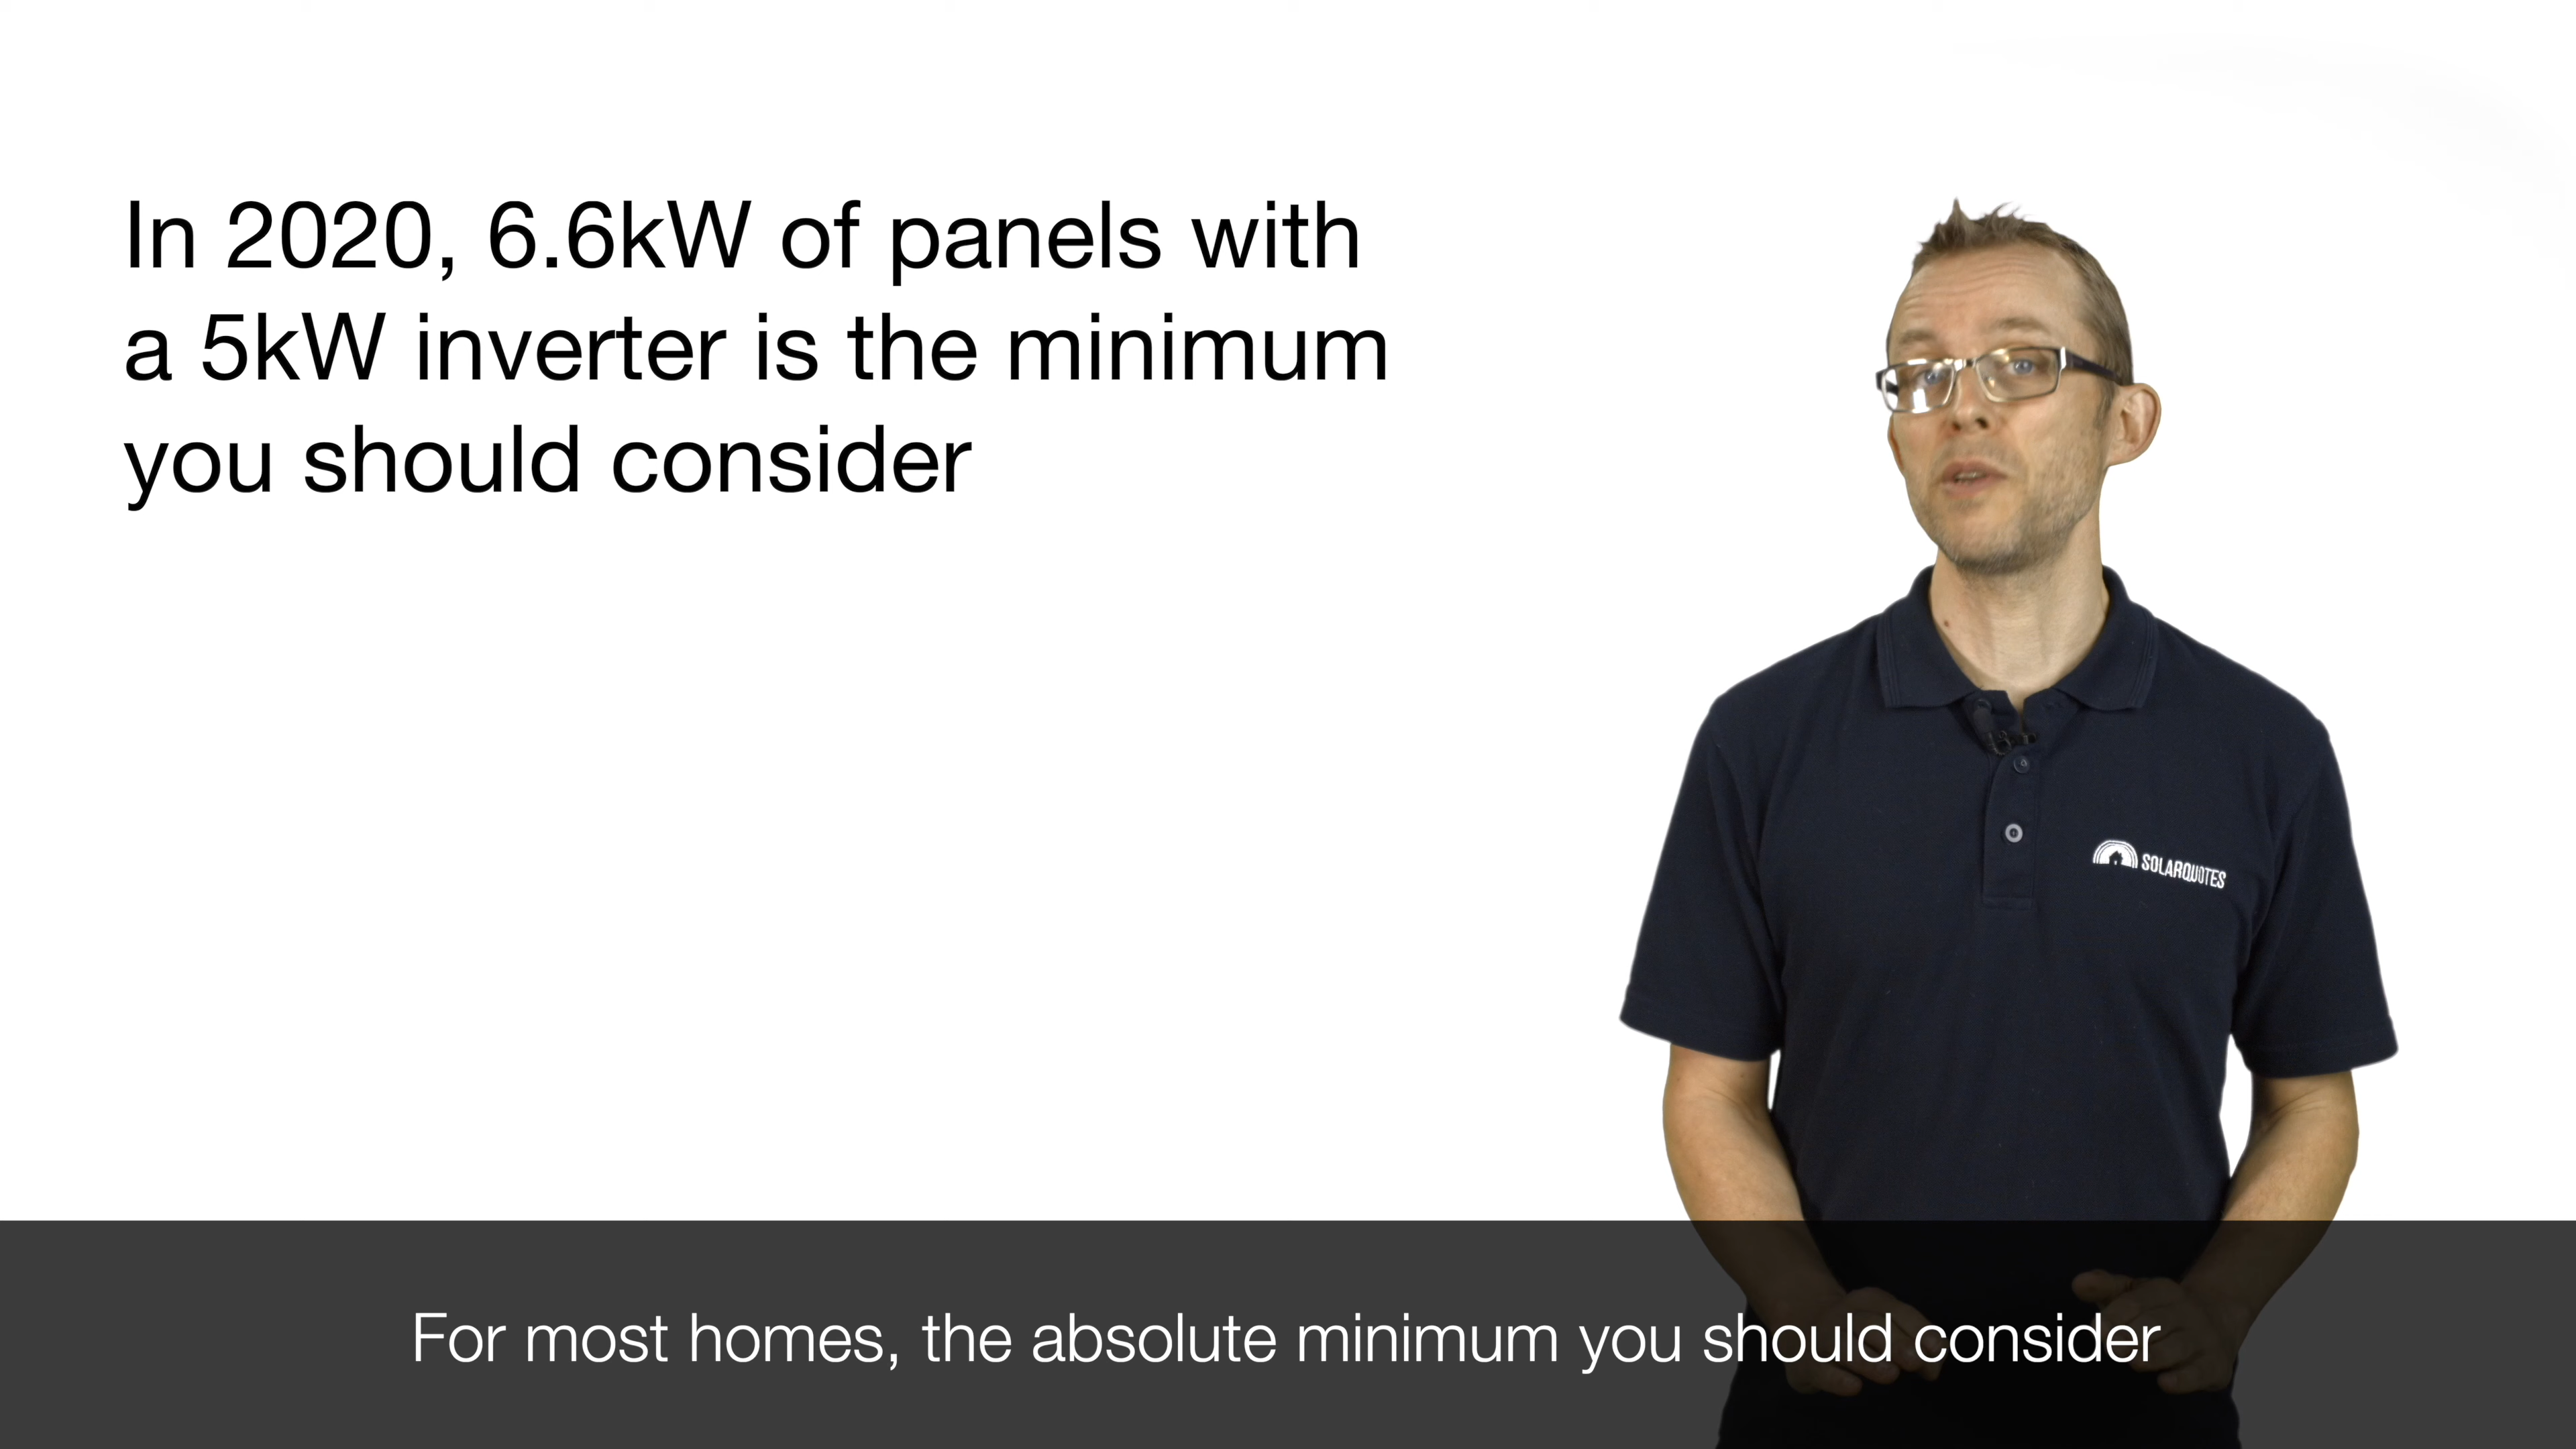 In 2020, 6.6kW of panels with
a 5kW inverter is the minimum
you should consider
SOLARQUOTES
For most homes, the absolute minimum you should consider